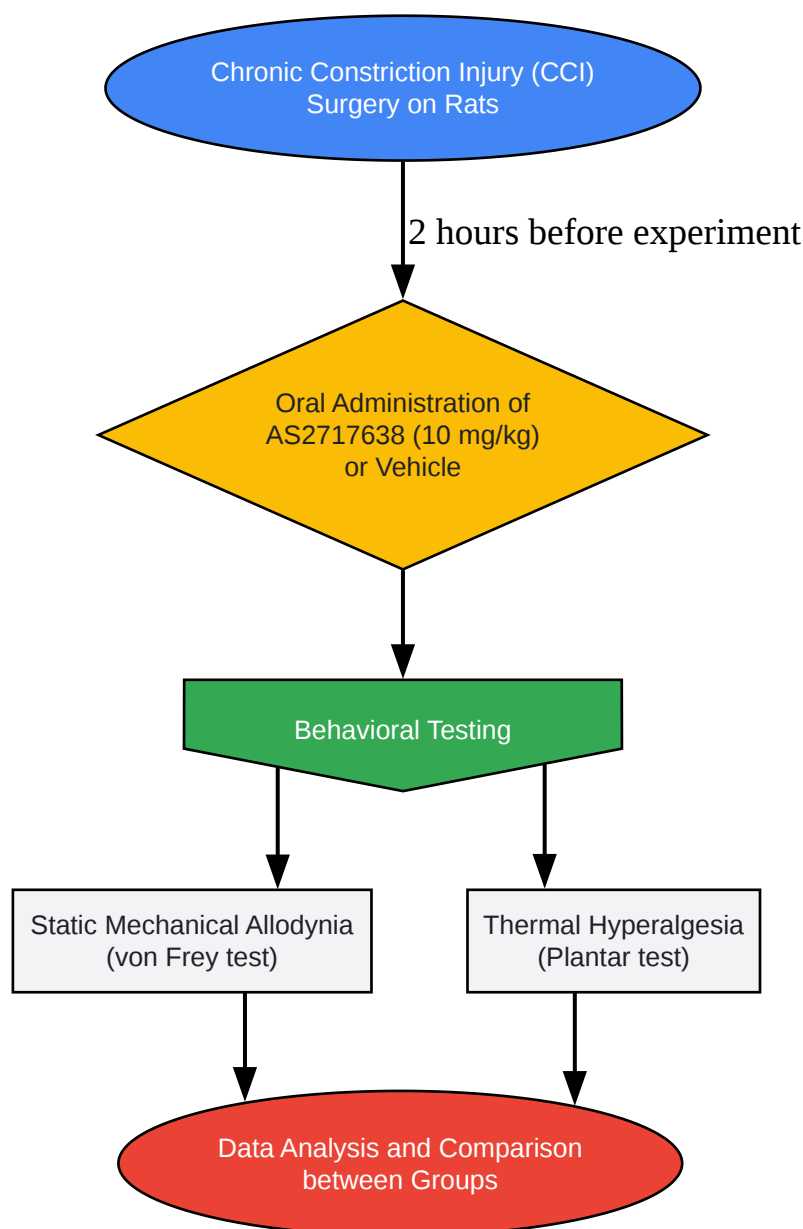 Chronic Constriction Injury (CCI)
Surgery on Rats
2 hours before experiment
Oral Administration of
AS2717638 (10 mg/kg)
or Vehicle
Behavioral Testing
Static Mechanical Allodynia
(von Frey test)
Thermal Hyperalgesia
(Plantar test)
Data Analysis and Comparison
between Groups